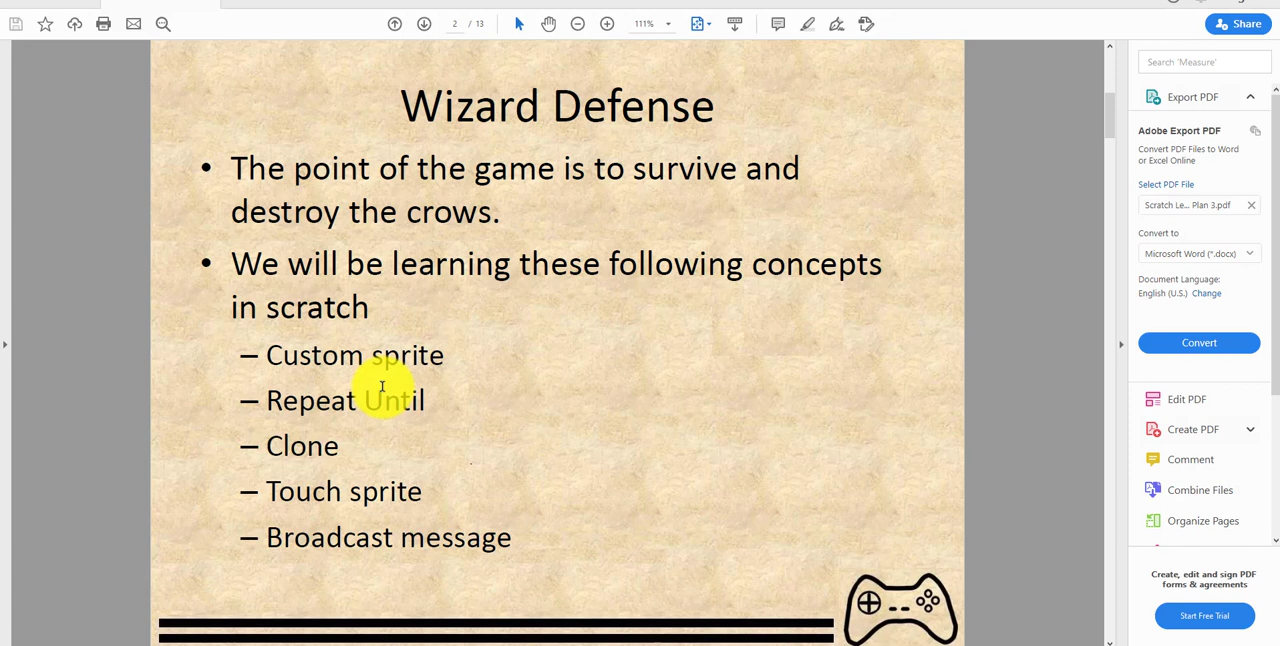 2 / 13
111%
Share
Wizard Defense
• The point of the game is to survive and
destroy the crows.
• We will be learning these following concepts
in scratch
– Custom sprite
– Repeat Until
– Clone
– Touch sprite
– Broadcast message
Search 'Measure'
Export PDF
Adobe Export PDF
Convert PDF Files to Word
or Excel Online
Select PDF File
Scratch Le... Plan 3.pdf
Convert to
Microsoft Word (*.docx)
Document Language:
English (U.S.) Change
Convert
Edit PDF
Create PDF
Comment
Combine Files
Organize Pages
Create, edit and sign PDF
forms & agreements
Start Free Trial